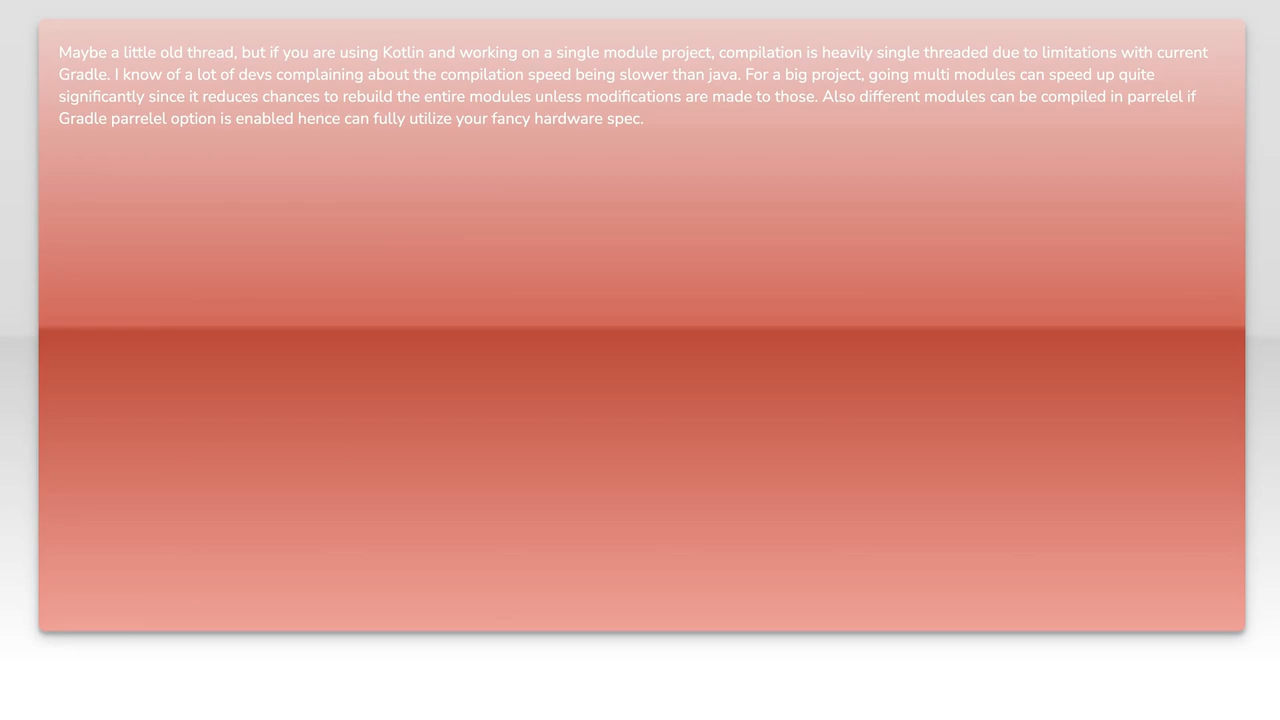 Maybe a little old thread, but if you are using Kotlin and working on a single module project, compilation is heavily single threaded due to limitations with current
Gradle. I know of a lot of devs complaining about the compilation speed being slower than java. For a big project, going multi modules can speed up quite
significantly since it reduces chances to rebuild the entire modules unless modifications are made to those. Also different modules can be compiled in parrelel if
Gradle parrelel option is enabled hence can fully utilize your fancy hardware spec.